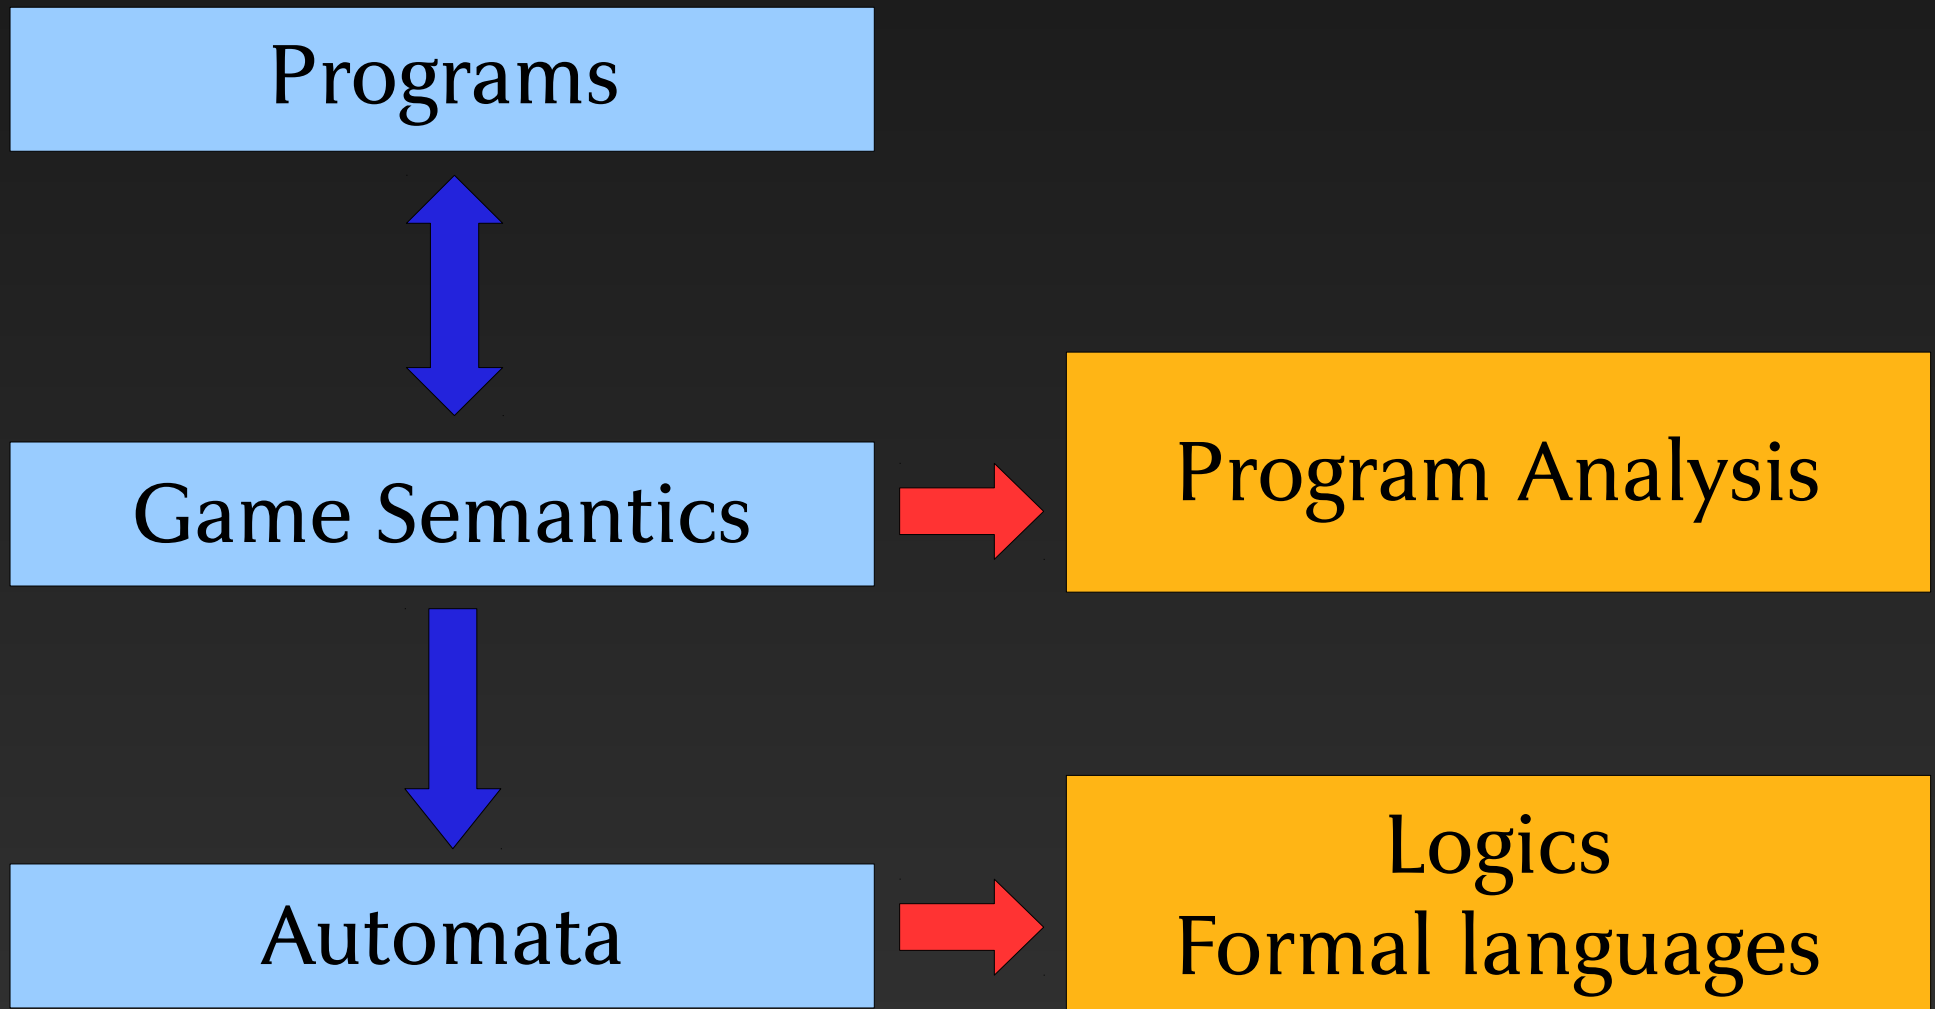 Programs
Game Semantics
Program Analysis
Automata
Logics
Formal languages